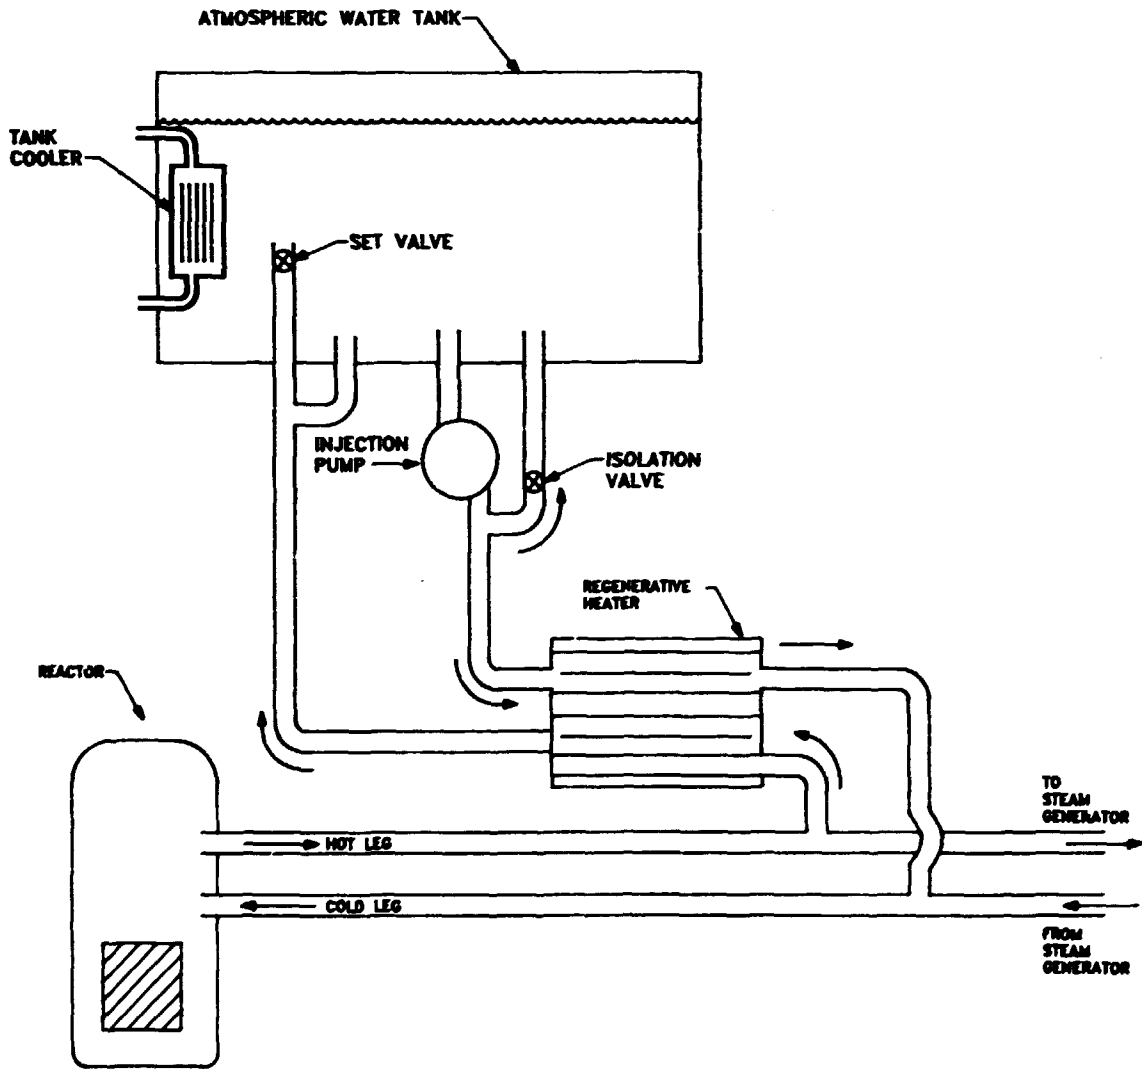 ATMOSPHERIC WATER TANK
TANK
COOLER
SET VALVE
INJECTION
PUMP
ISOLATION
VALVE
REGENERATIVE
HEATER
REACTOR
TO
STEAM
GENERATOR
HOT LEG
COLD LEG
FROM
STEAM
GENERATOR